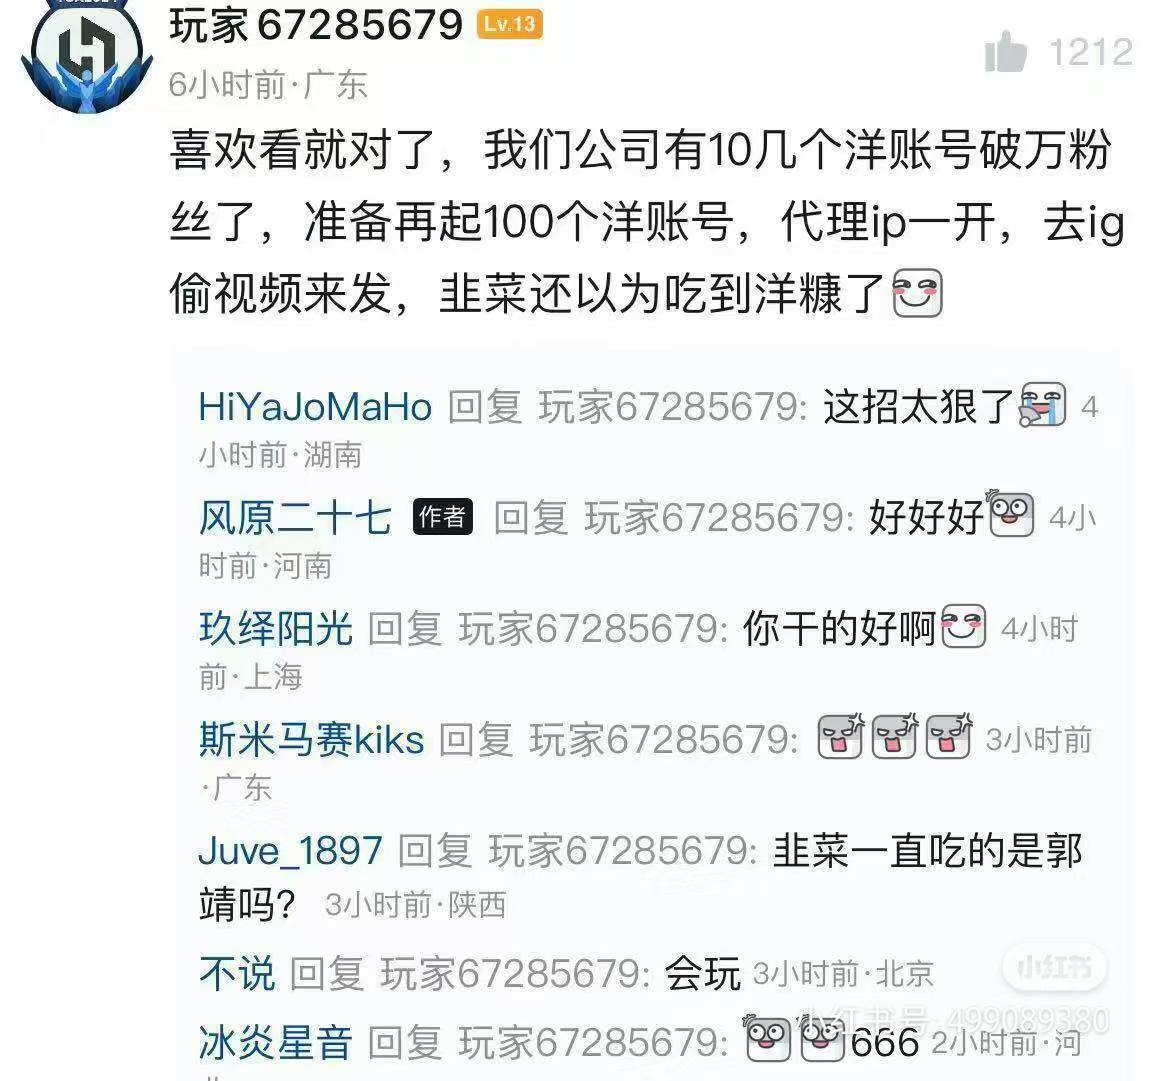 玩家67285679 Lv.13
6小时前·广东
1212
喜欢看就对了，我们公司有10几个洋账号破万粉
丝了，准备再起100个洋账号，代理ip一开，去ig
偷视频来发，韭菜还以为吃到洋糠了
HiYaJoMaHo 回复 玩家67285679: 这招太狠了 4
小时前·湖南
风原二十七 作者 回复 玩家67285679: 好好好 4小
时前·河南
玖绎阳光 回复 玩家67285679: 你干的好啊 4小时
前·上海
斯米马赛kiks 回复 玩家67285679: 3小时前
·广东
Juve_1897 回复 玩家67285679: 韭菜一直吃的是郭
靖吗？ 3小时前·陕西
不说 回复 玩家67285679: 会玩 3小时前·北京
小红书
冰炎星音 回复 玩家67285679: 666 2小时前·河
小红书号 499089380